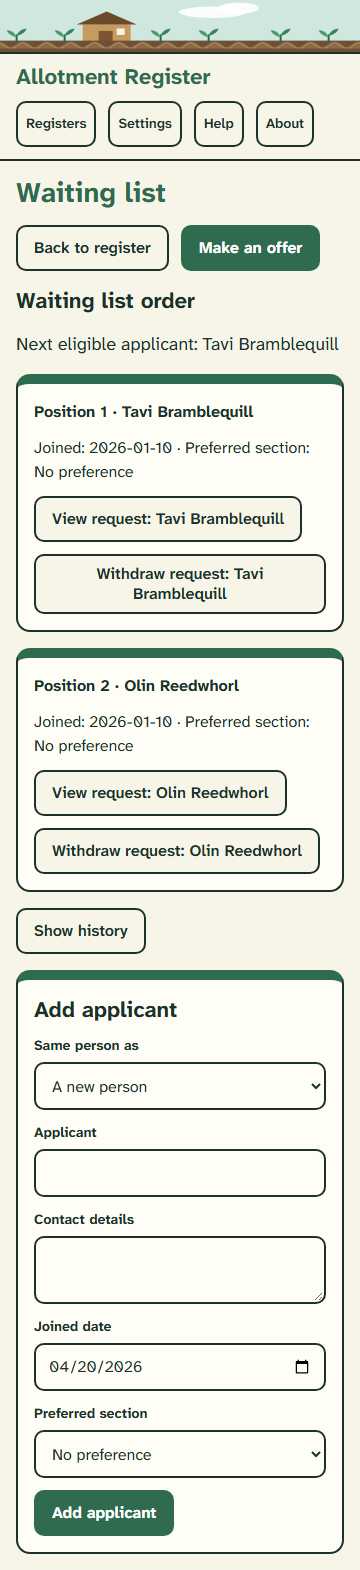 Allotment Register
Registers
Settings
Help
About
Waiting list
Back to register
Make an offer
Waiting list order
Next eligible applicant: Tavi Bramblequill
Position 1 · Tavi Bramblequill
Joined: 2026-01-10 · Preferred section:
No preference
View request: Tavi Bramblequill
Withdraw request: Tavi
Bramblequill
Position 2 · Olin Reedwhorl
Joined: 2026-01-10 · Preferred section:
No preference
View request: Olin Reedwhorl
Withdraw request: Olin Reedwhorl
Show history
Add applicant
Same person as
A new person
Applicant
Contact details
Joined date
04/20/2026
Preferred section
No preference
Add applicant